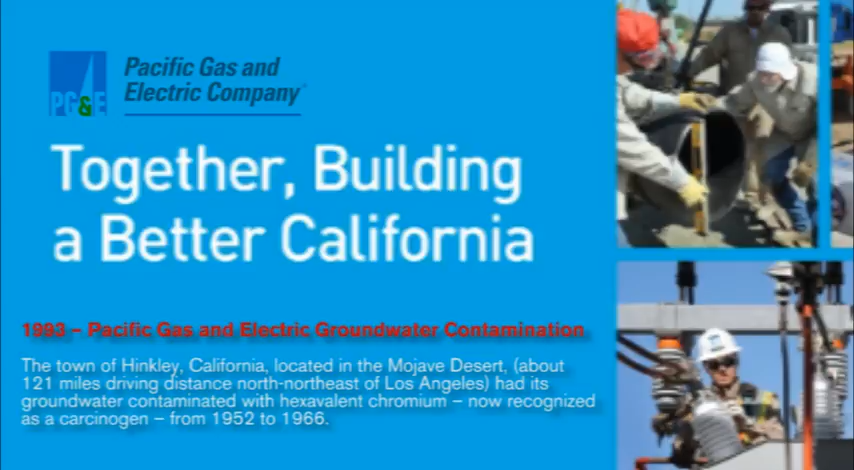 PG&E
Pacific Gas and
Electric Company
Together, Building
a Better California
1993 – Pacific Gas and Electric Groundwater Contamination
The town of Hinkley, California, located in the Mojave Desert, (about
121 miles driving distance north-northeast of Los Angeles) had its
groundwater contaminated with hexavalent chromium – now recognized
as a carcinogen – from 1952 to 1966.